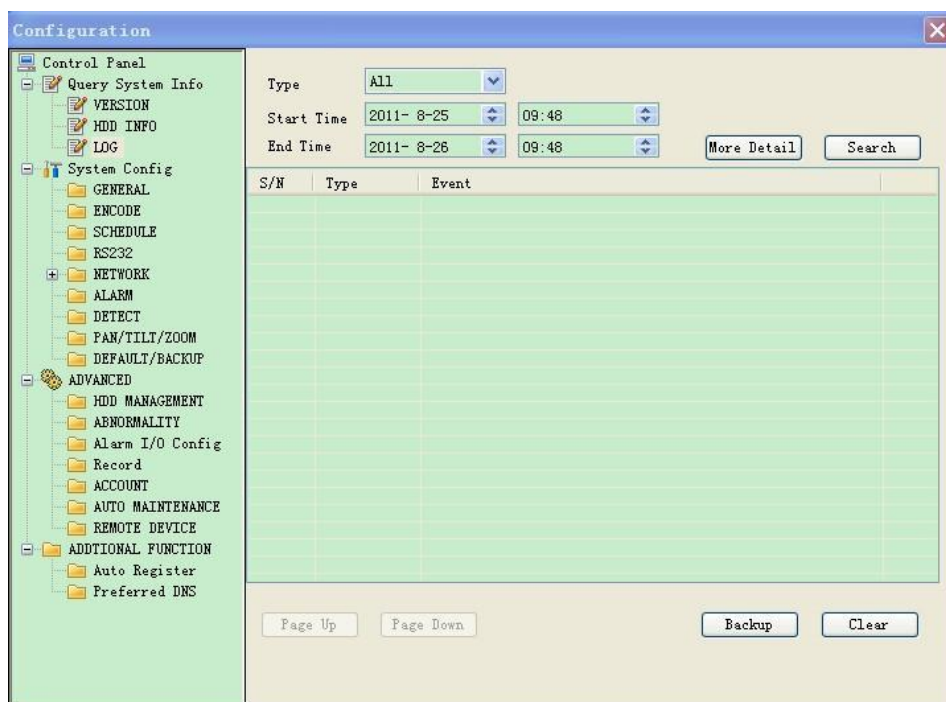 Configuration
Control Panel
Query System Info
VERSION
HDD INFO
LOG
System Config
GENERAL
ENCODE
SCHEDULE
RS232
NETWORK
ALARM
DETECT
PAN/TILT/ZOOM
DEFAULT/BACKUP
ADVANCED
HDD MANAGEMENT
ABNORMALITY
Alarm I/O Config
Record
ACCOUNT
AUTO MAINTENANCE
REMOTE DEVICE
ADDTIONAL FUNCTION
Auto Register
Preferred DNS
Type All
Start Time 2011- 8-25 09:48
End Time 2011- 8-26 09:48 More Detail Search
S/N Type Event
Page Up Page Down Backup Clear